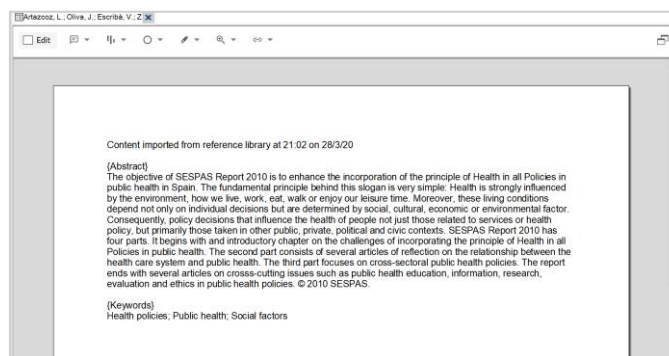 Artazcoz, L.; Oliva, J.; Escribà, V.; Z
Edit
Content imported from reference library at 21:02 on 28/3/20
{Abstract}
The objective of SESPAS Report 2010 is to enhance the incorporation of the principle of Health in all Policies in
public health in Spain. The fundamental principle behind this slogan is very simple: Health is strongly influenced
by the environment, how we live, work, eat, walk or enjoy our leisure time. Moreover, these living conditions
depend not only on individual decisions but are determined by social, cultural, economic or environmental factor.
Consequently, policy decisions that influence the health of people not just those related to services or health
policy, but primarily those taken in other public, private, political and civic contexts. SESPAS Report 2010 has
four parts. It begins with and introductory chapter on the challenges of incorporating the principle of Health in all
Policies in public health. The second part consists of several articles of reflection on the relationship between the
health care system and public health. The third part focuses on cross-sectoral public health policies. The report
ends with several articles on crosss-cutting issues such as public health education, information, research,
evaluation and ethics in public health policies. © 2010 SESPAS.
{Keywords}
Health policies; Public health; Social factors